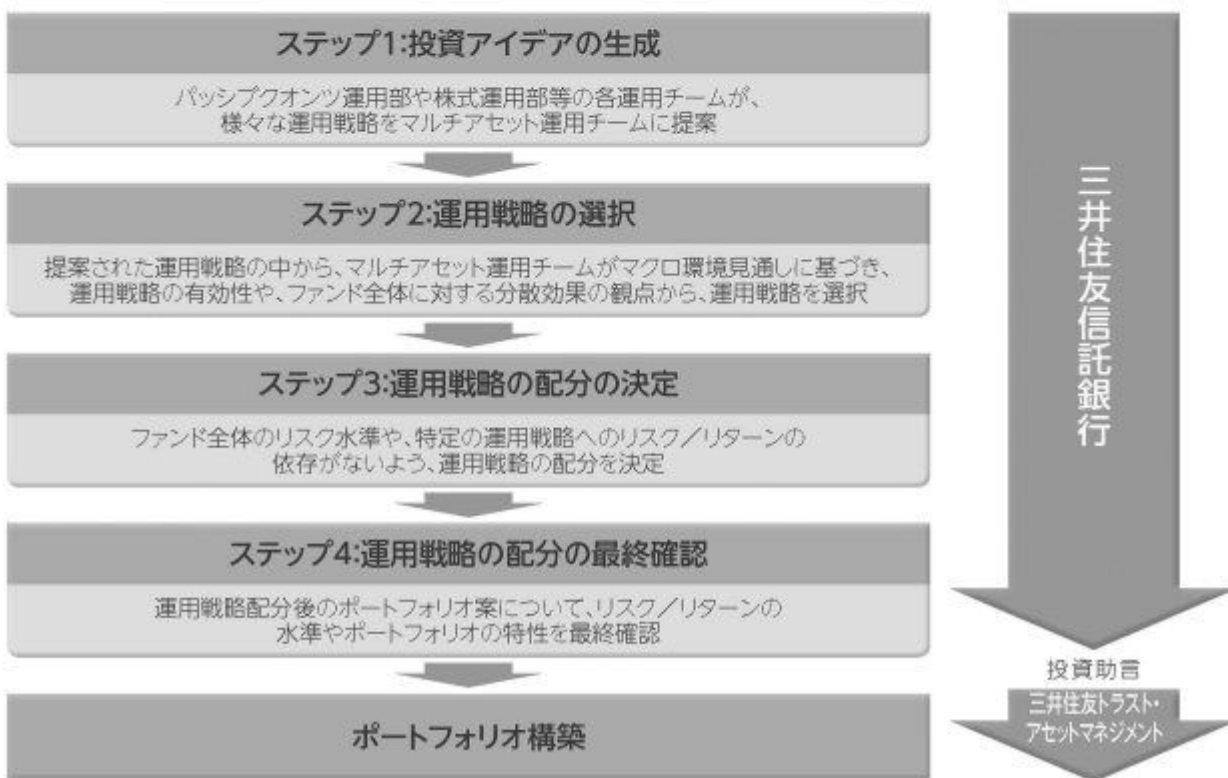 ステップ1:投資アイデアの生成
パッシブクオンツ運用部や株式運用部等の各運用チームが、
様々な運用戦略をマルチアセット運用チームに提案
ステップ2:運用戦略の選択
提案された運用戦略の中から、マルチアセット運用チームがマクロ環境見通しに基づき、
運用戦略の有効性や、ファンド全体に対する分散効果の観点から、運用戦略を選択
ステップ3:運用戦略の配分の決定
ファンド全体のリスク水準や、特定の運用戦略へのリスク／リターンの
依存がないよう、運用戦略の配分を決定
ステップ4:運用戦略の配分の最終確認
運用戦略配分後のポートフォリオ案について、リスク／リターンの
水準やポートフォリオの特性を最終確認
ポートフォリオ構築
三井住友信託銀行
投資助言
三井住友トラスト・
アセットマネジメント